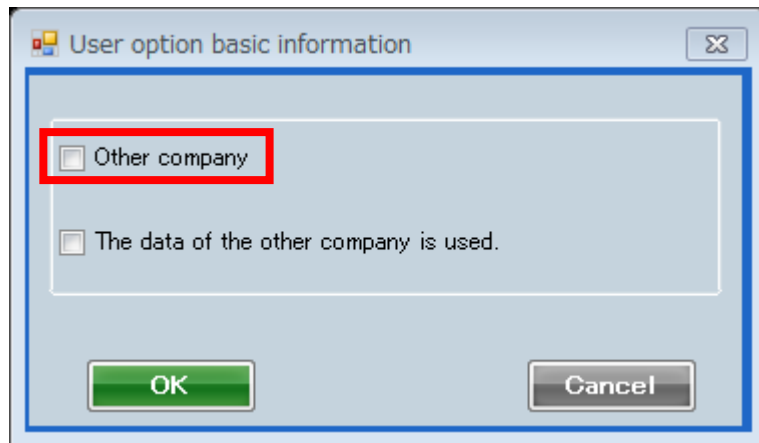 User option basic information
Other company
The data of the other company is used.
OK
Cancel